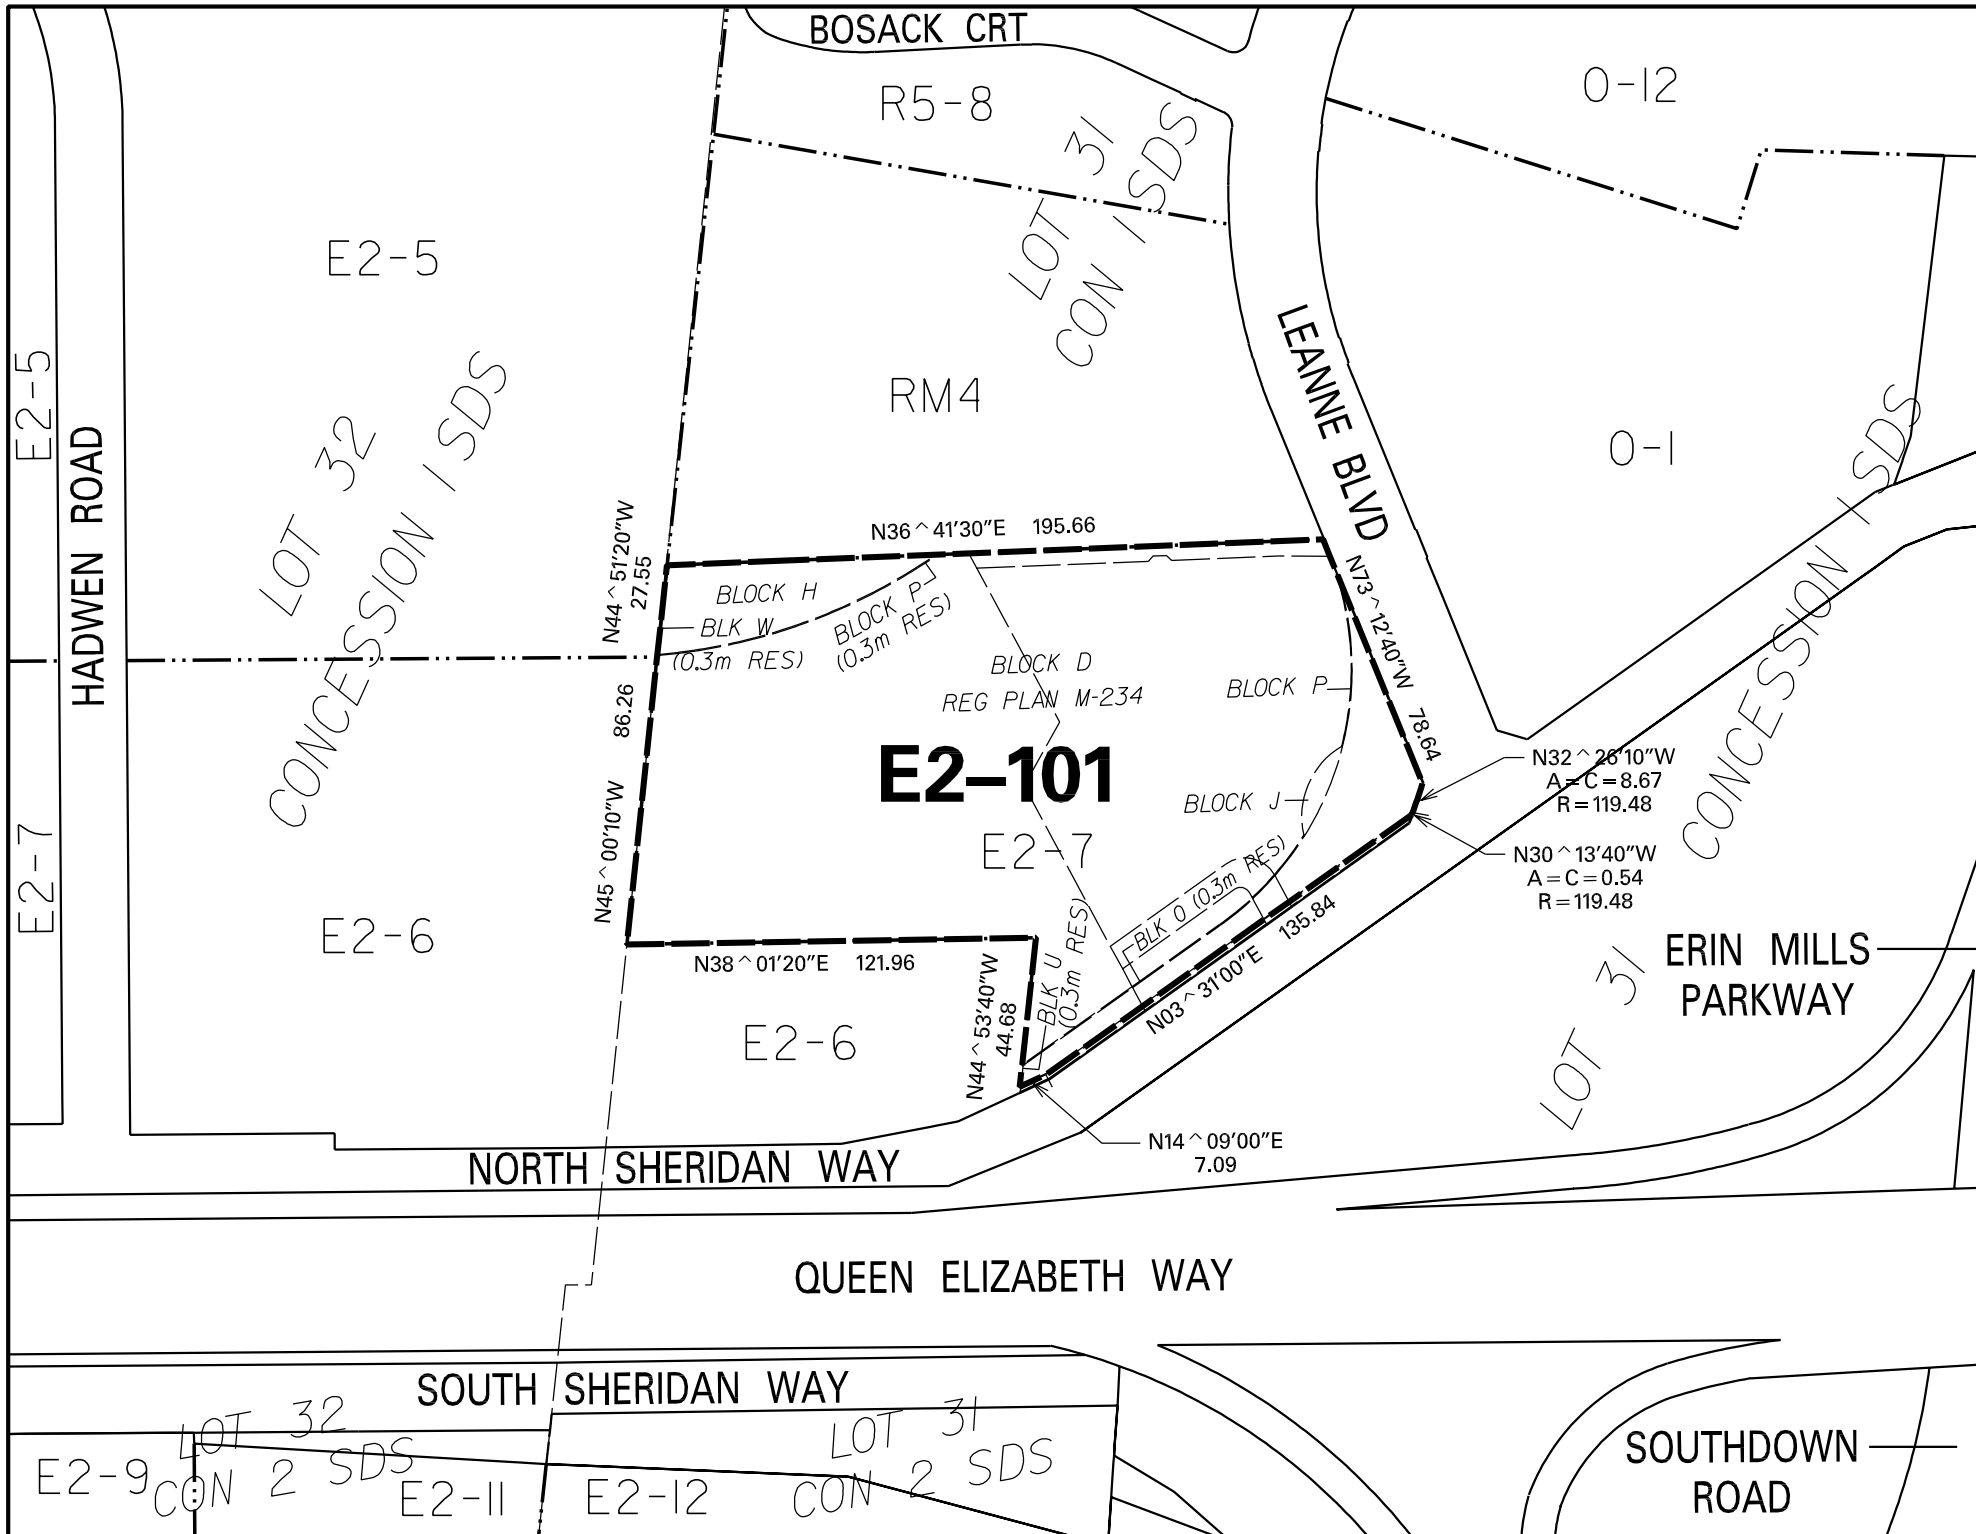 BOSACK CRT
R5-8
O-12
LOT 31
CON 1 SDS
E2-5
E2-5
LEANNE BLVD
RM4
O-1
LOT 32
CONCESSION 1 SDS
HADWEN ROAD
N36^41'30"E 195.66
N44^51'20"W
27.55
BLOCK H
BLK W
(0.3m RES)
BLOCK P
(0.3m RES)
N73^12'40"W 78.64
BLOCK D
REG PLAN M-234
BLOCK P
86.26
N45^00'10"W
E2-101
BLOCK J
E2-7
N32^26'10"W
A=C=8.67
R=119.48
N30^13'40"W
A=C=0.54
R=119.48
CONCESSION 1 SDS
LOT 31
E2-7
E2-6
BLK O (0.3m RES)
135.84
N03^31'00"E
N38^01'20"E 121.96
N44^53'40"W
44.68
BLK U
(0.3m RES)
E2-6
ERIN MILLS
PARKWAY
N14^09'00"E
7.09
NORTH SHERIDAN WAY
QUEEN ELIZABETH WAY
SOUTH SHERIDAN WAY
LOT 32
CON 2 SDS
LOT 31
CON 2 SDS
E2-9
E2-11
E2-12
SOUTHDOWN
ROAD